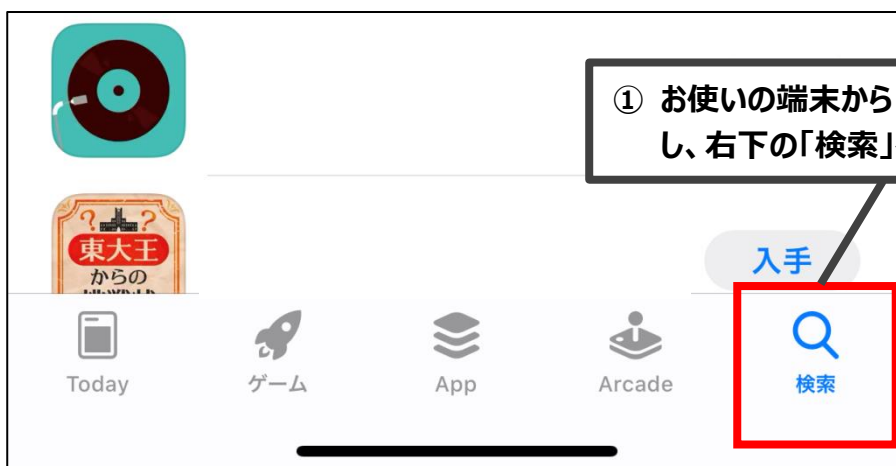 ① お使いの端末から
し、右下の「検索」
?
?
東大王
からの
入手
Today
ゲーム
App
Arcade
検索